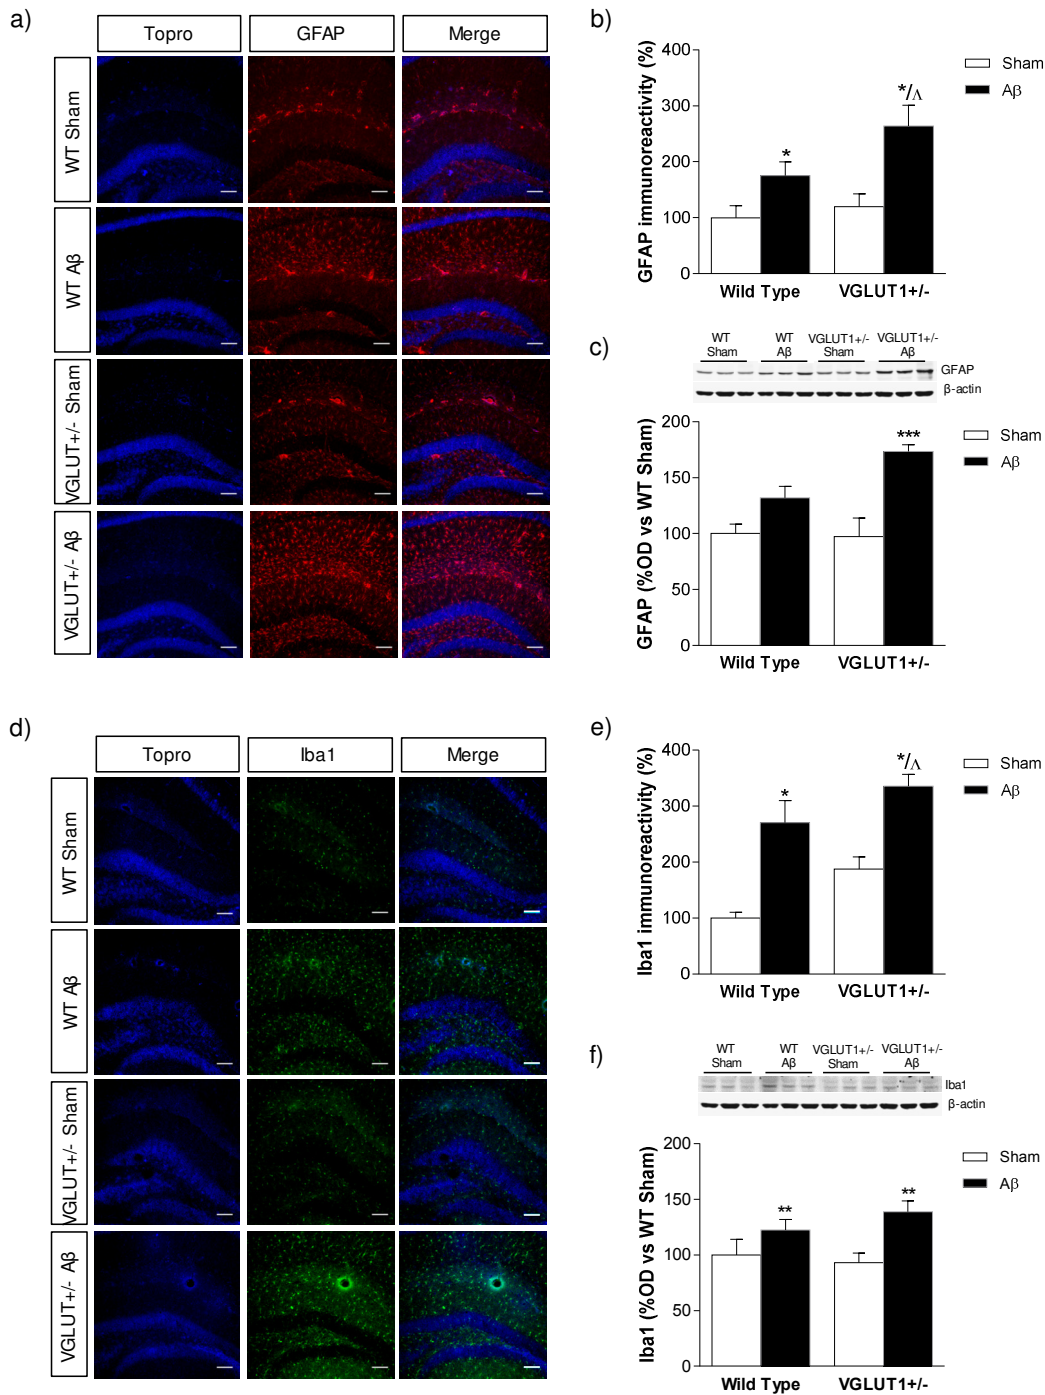 a)
Topro
GFAP
Merge
WT Sham
WT Aβ
VGLUT+/- Sham
VGLUT+/- Aβ
b)
GFAP immunoreactivity (%)
400
300
200
100
0
*
*/Λ
Sham
Aβ
Wild Type
VGLUT1+/-
c)
WT
Sham
WT
Aβ
VGLUT1+/-
Sham
VGLUT1+/-
Aβ
GFAP
β-actin
GFAP (%OD vs WT Sham)
200
150
100
50
0
***
Sham
Aβ
Wild Type
VGLUT1+/-
d)
Topro
Iba1
Merge
WT Sham
WT Aβ
VGLUT+/- Sham
VGLUT+/- Aβ
e)
Iba1 immunoreactivity (%)
400
300
200
100
0
*
*/Λ
Sham
Aβ
Wild Type
VGLUT1+/-
f)
WT
Sham
WT
Aβ
VGLUT1+/-
Sham
VGLUT1+/-
Aβ
Iba1
β-actin
Iba1 (%OD vs WT Sham)
200
150
100
50
0
**
**
Sham
Aβ
Wild Type
VGLUT1+/-